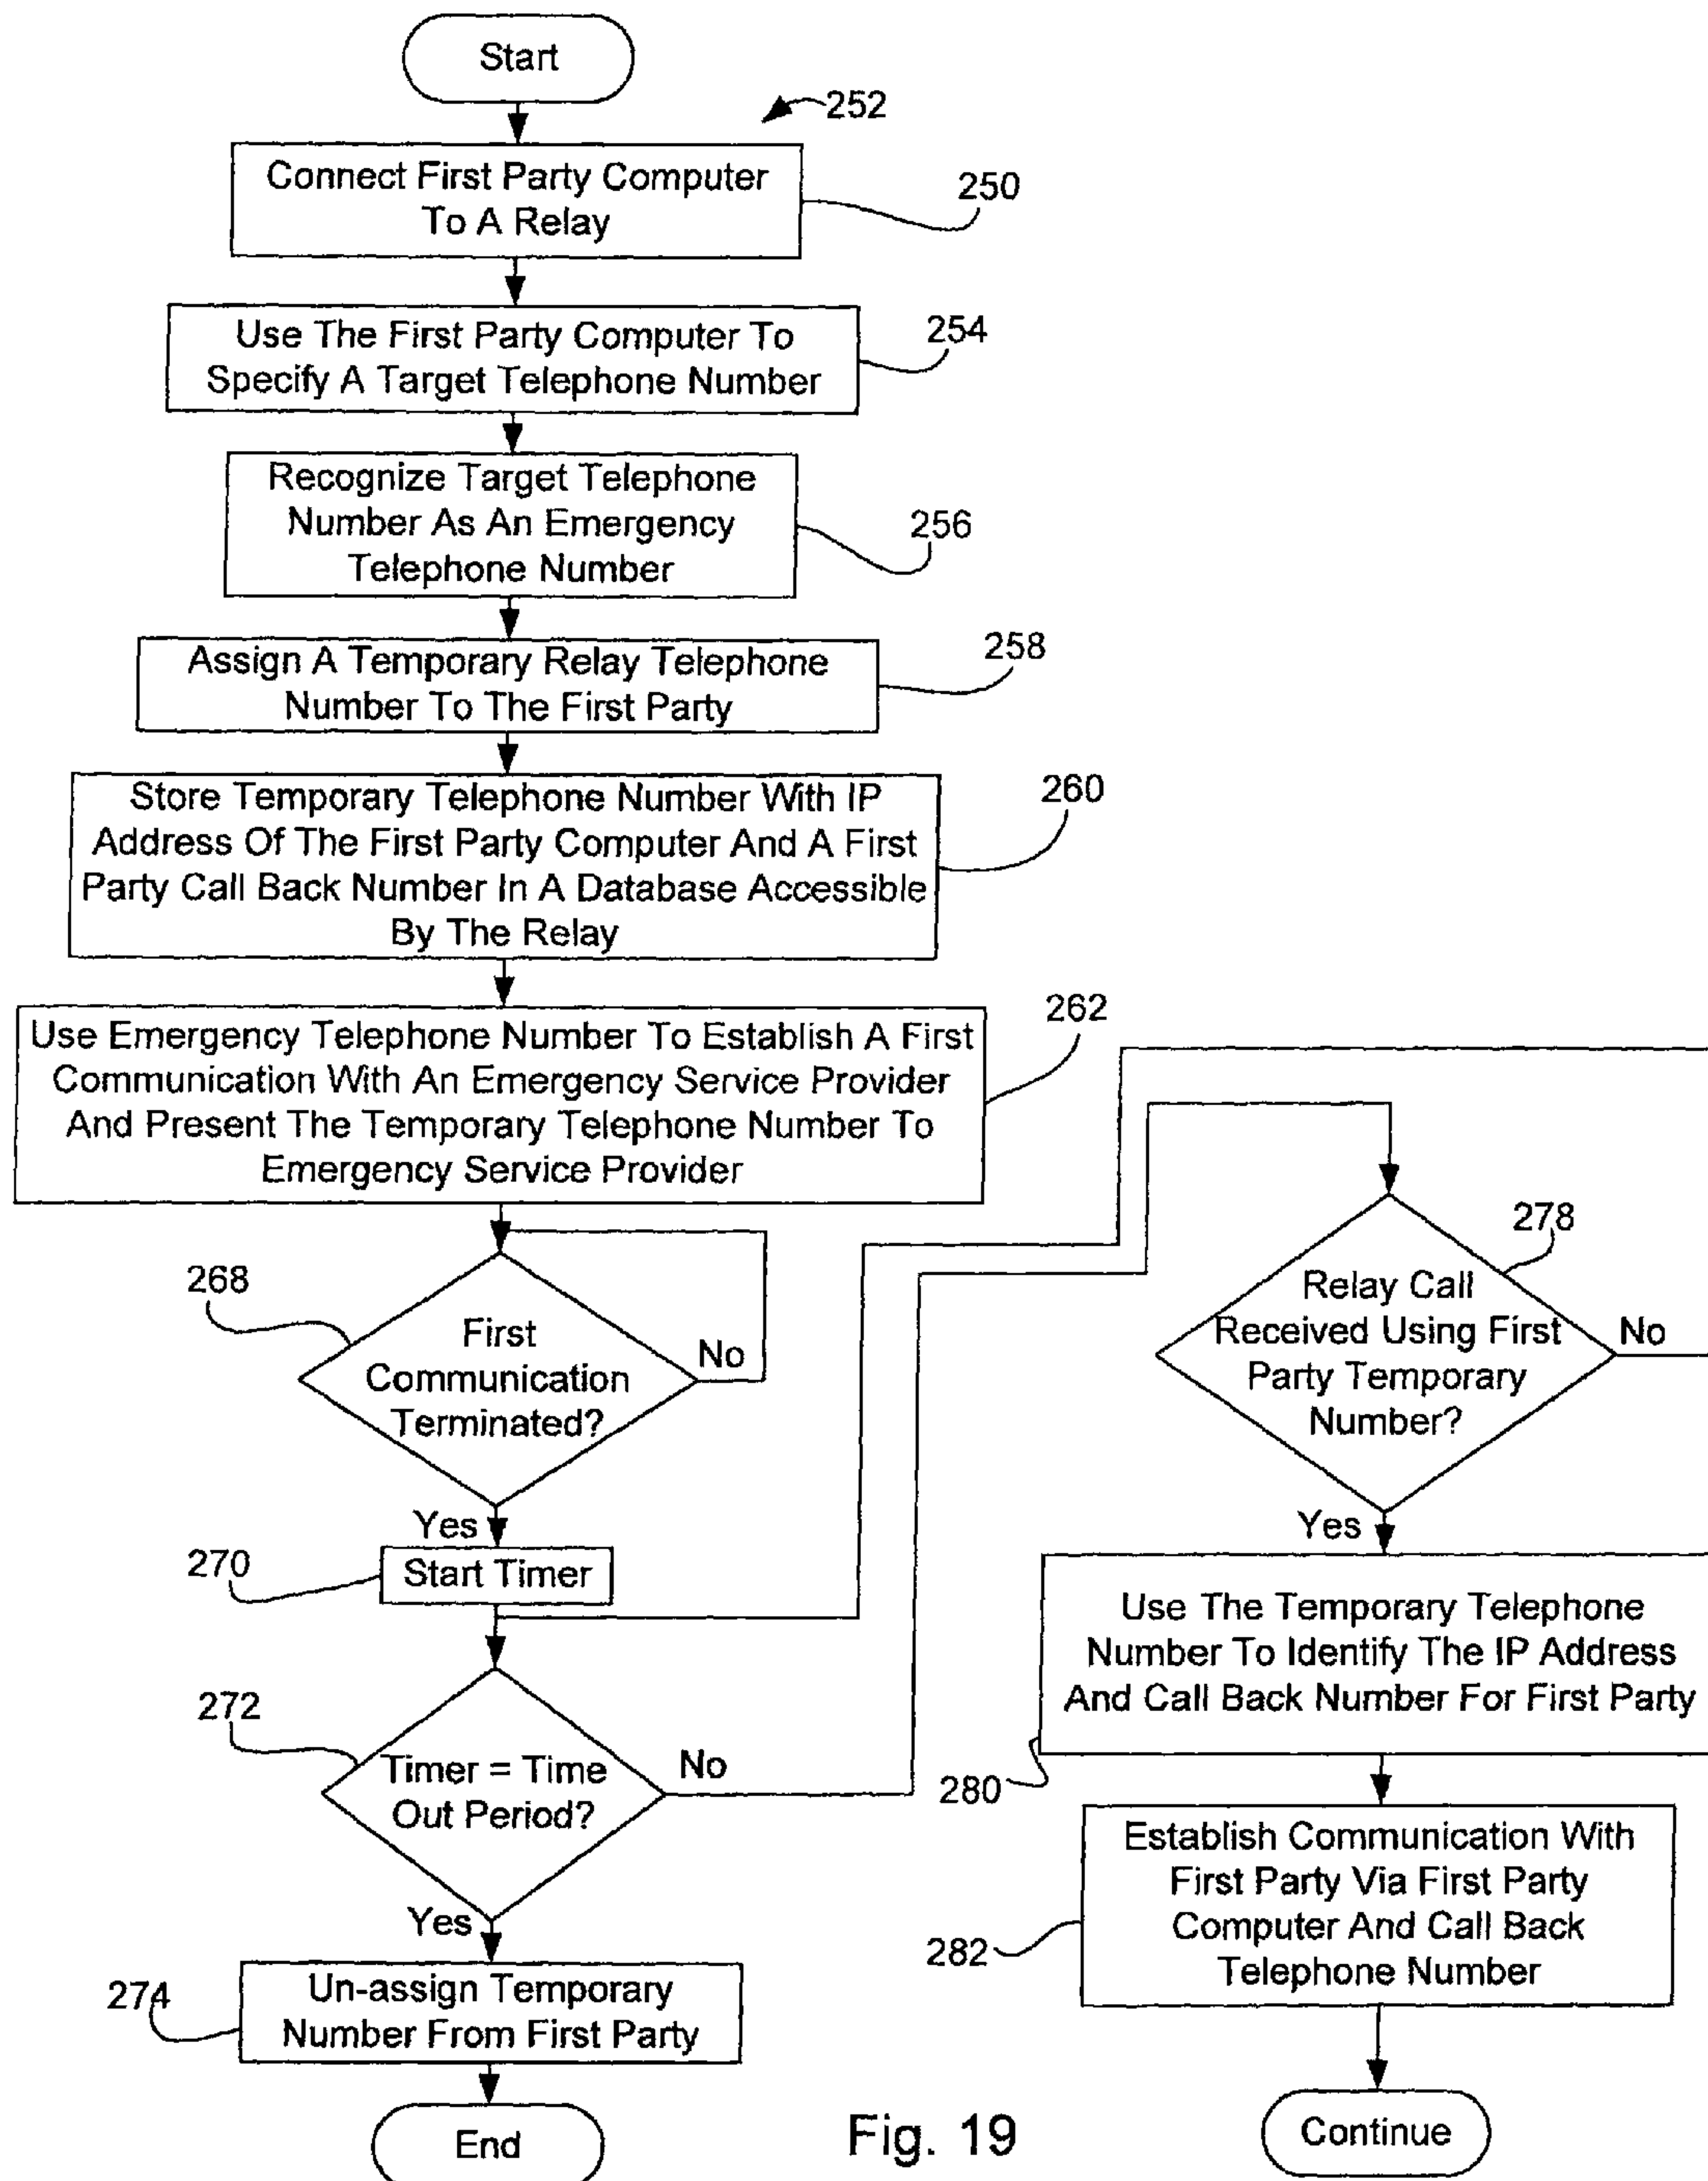 Start
252
Connect First Party Computer
To A Relay
250
Use The First Party Computer To
Specify A Target Telephone Number
254
Recognize Target Telephone
Number As An Emergency
Telephone Number
256
Assign A Temporary Relay Telephone
Number To The First Party
258
Store Temporary Telephone Number With IP
Address Of The First Party Computer And A First
Party Call Back Number In A Database Accessible
By The Relay
260
Use Emergency Telephone Number To Establish A First
Communication With An Emergency Service Provider
And Present The Temporary Telephone Number To
Emergency Service Provider
262
268
First
Communication
Terminated?
No
Yes
270
Start Timer
272
Timer = Time
Out Period?
No
Yes
274
Un-assign Temporary
Number From First Party
End
278
Relay Call
Received Using First
Party Temporary
Number?
No
Yes
Use The Temporary Telephone
Number To Identify The IP Address
And Call Back Number For First Party
280
Establish Communication With
First Party Via First Party
Computer And Call Back
Telephone Number
282
Continue
Fig. 19